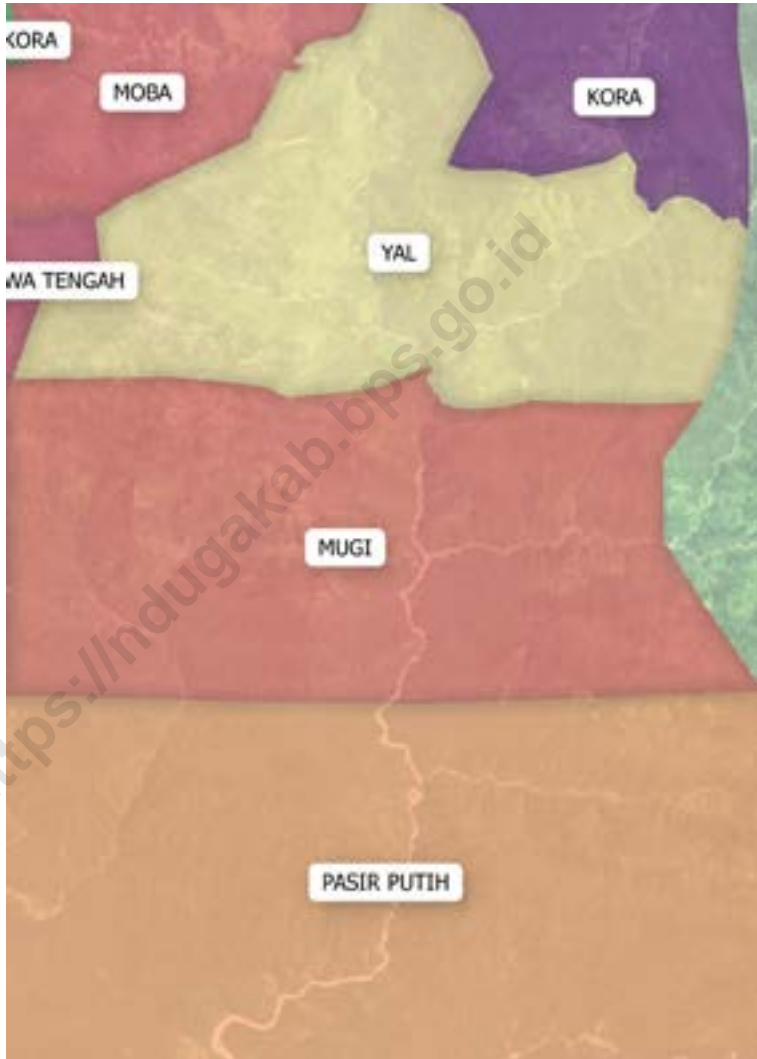 KORA
MOBA
KORA
YAL
WA TENGAH
MUGI
PASIR PUTIH
https://ndugakab.bps.go.id